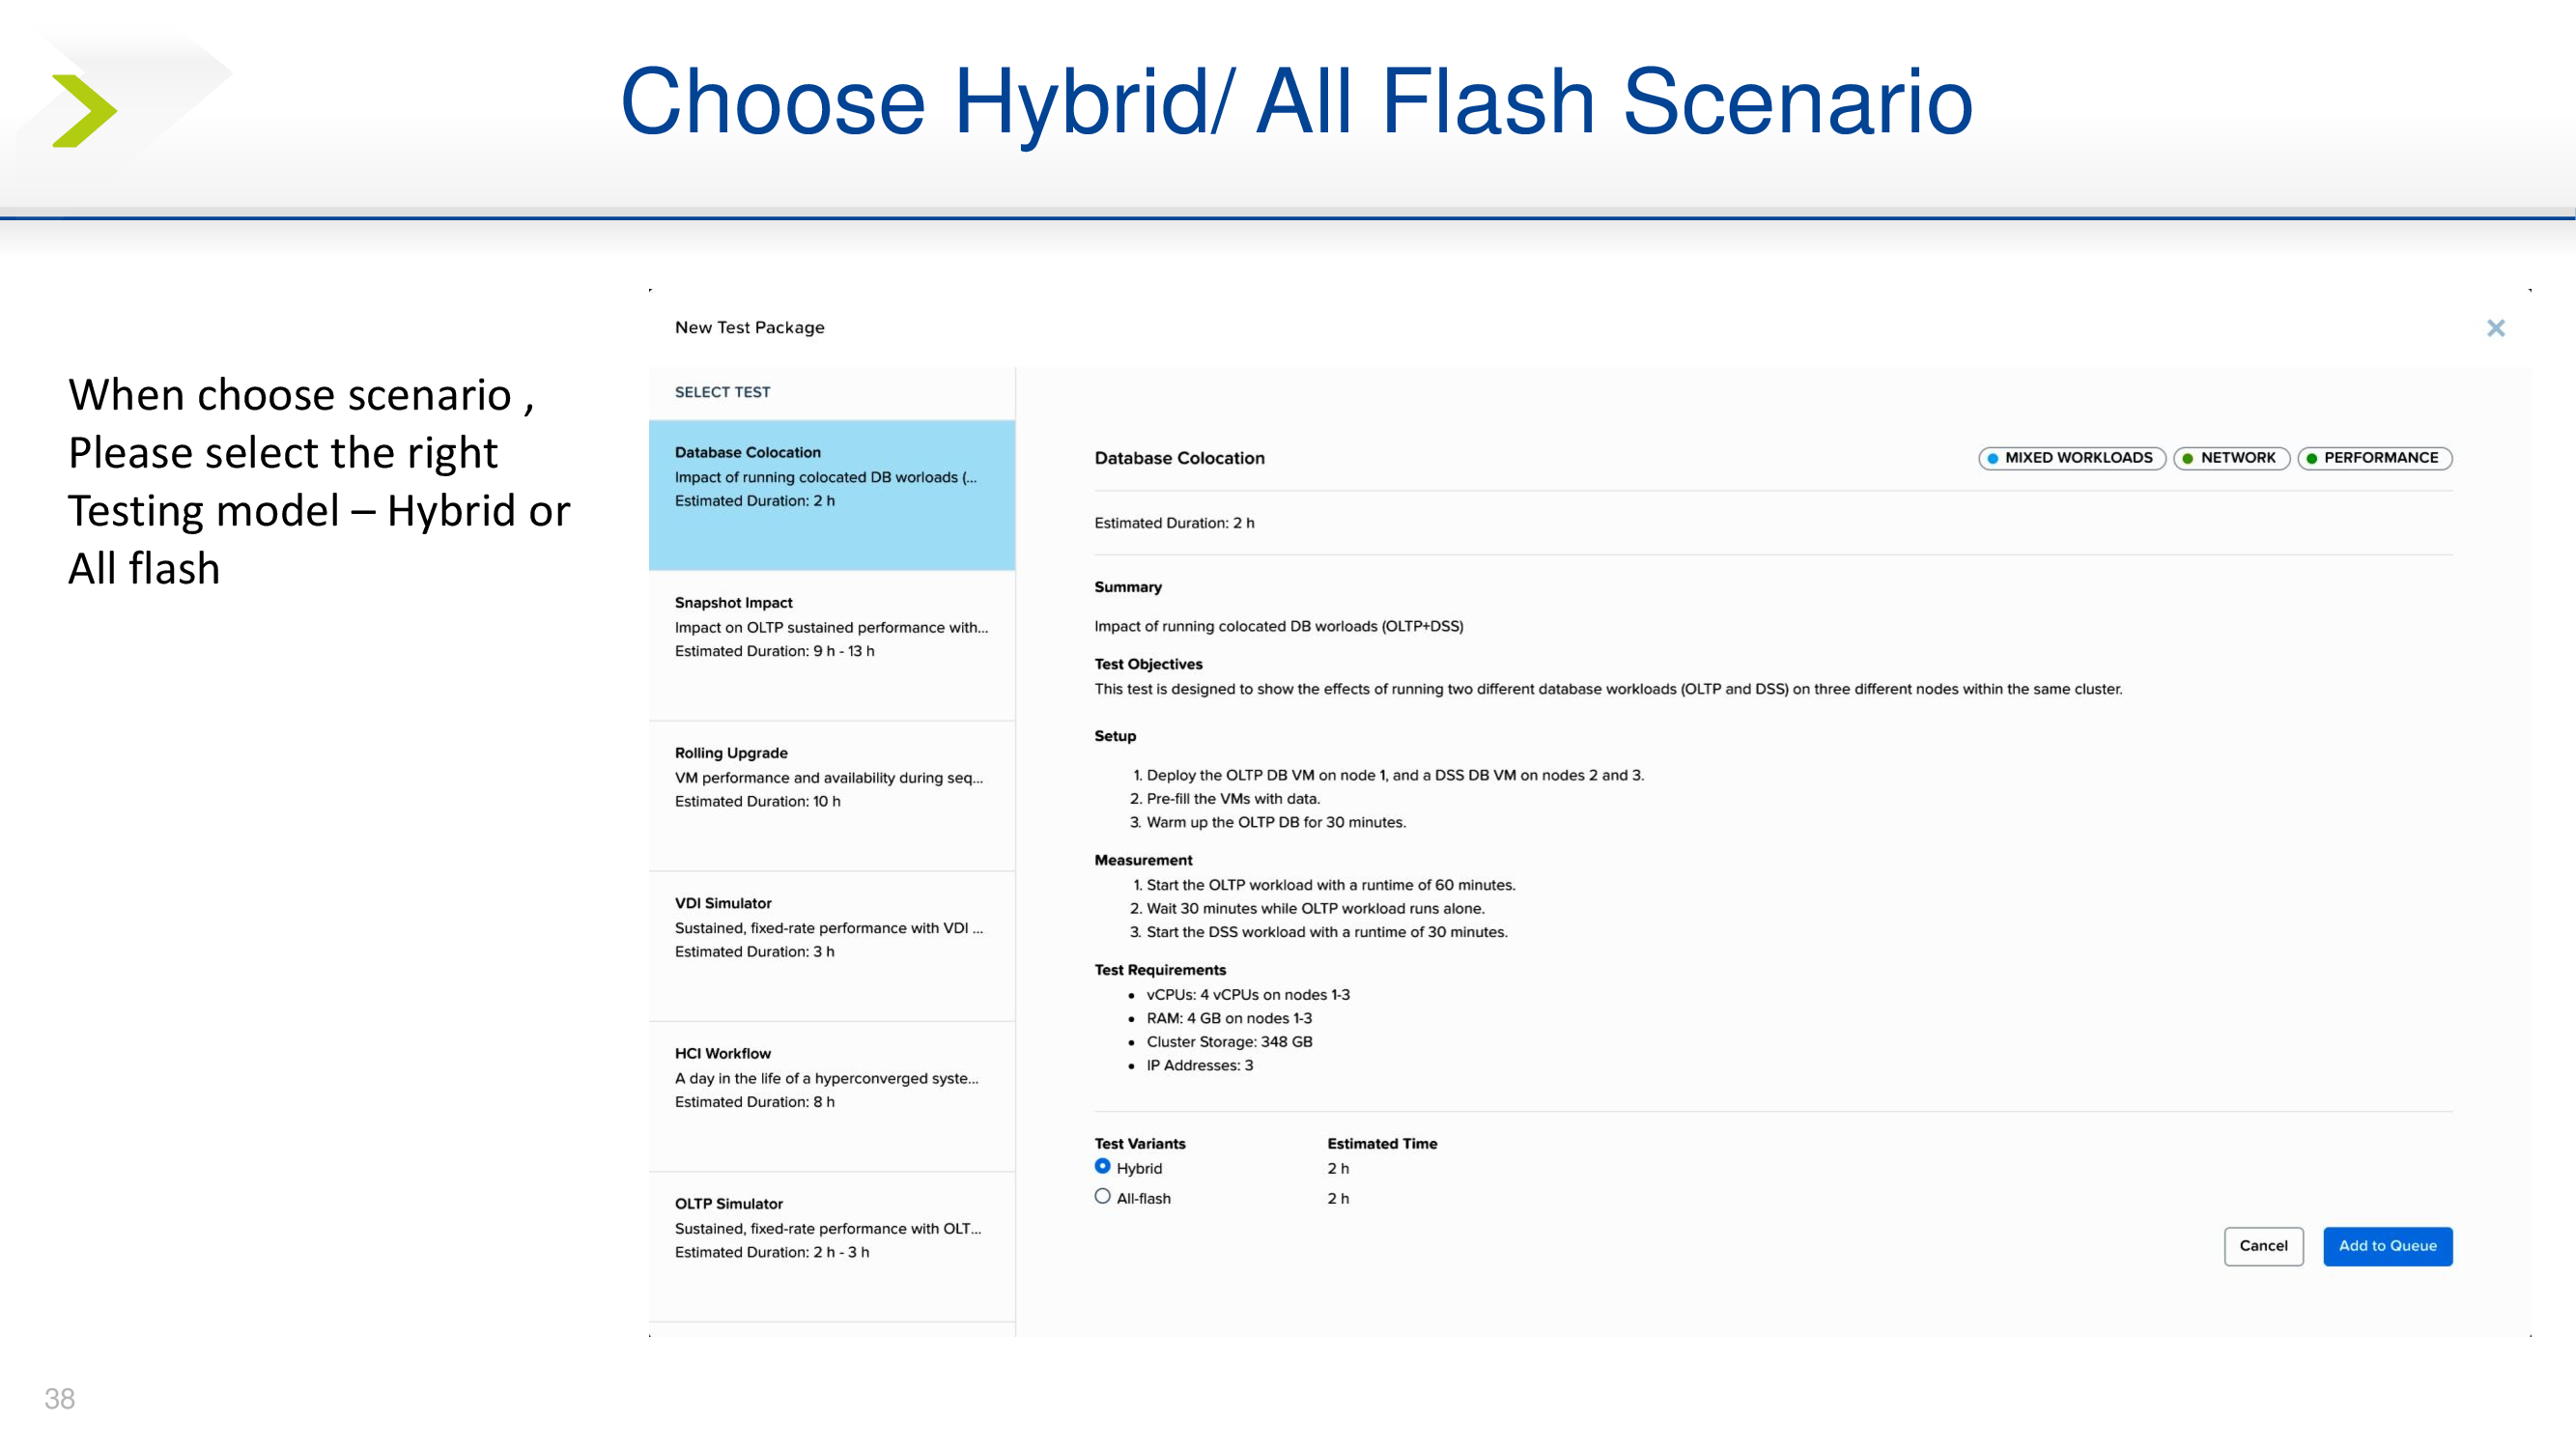 Choose Hybrid/ All Flash Scenario
When choose scenario ,
Please select the right
Testing model – Hybrid or
All flash
New Test Package
SELECT TEST
Database Colocation
Impact of running colocated DB worloads (...
Estimated Duration: 2 h
Snapshot Impact
Impact on OLTP sustained performance with...
Estimated Duration: 9 h - 13 h
Rolling Upgrade
VM performance and availability during seq...
Estimated Duration: 10 h
VDI Simulator
Sustained, fixed-rate performance with VDI ...
Estimated Duration: 3 h
HCI Workflow
A day in the life of a hyperconverged syste...
Estimated Duration: 8 h
OLTP Simulator
Sustained, fixed-rate performance with OLT...
Estimated Duration: 2 h - 3 h
Database Colocation
MIXED WORKLOADS NETWORK PERFORMANCE
Estimated Duration: 2 h
Summary
Impact of running colocated DB worloads (OLTP+DSS)
Test Objectives
This test is designed to show the effects of running two different database workloads (OLTP and DSS) on three different nodes within the same cluster.
Setup
1. Deploy the OLTP DB VM on node 1, and a DSS DB VM on nodes 2 and 3.
2. Pre-fill the VMs with data.
3. Warm up the OLTP DB for 30 minutes.
Measurement
1. Start the OLTP workload with a runtime of 60 minutes.
2. Wait 30 minutes while OLTP workload runs alone.
3. Start the DSS workload with a runtime of 30 minutes.
Test Requirements
• vCPUs: 4 vCPUs on nodes 1-3
• RAM: 4 GB on nodes 1-3
• Cluster Storage: 348 GB
• IP Addresses: 3
Test Variants Estimated Time
Hybrid 2 h
All-flash 2 h
Cancel Add to Queue
38